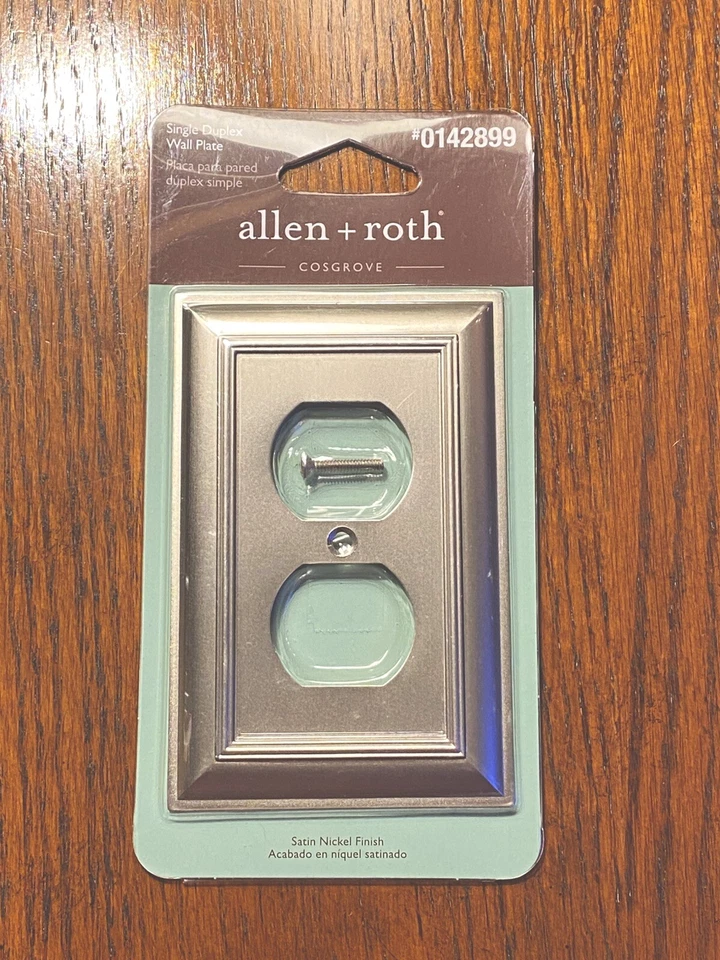 Single Duplex
Wall Plate
Placa para pared
dúplex simple
#0142899
allen + roth®
COSGROVE
Satin Nickel Finish
Acabado en níquel satinado